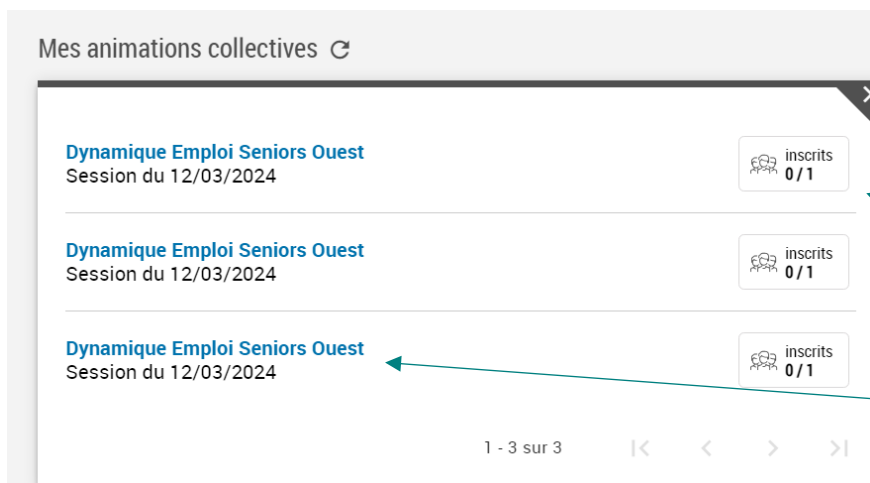 Mes animations collectives
Dynamique Emploi Seniors Ouest
Session du 12/03/2024
inscrits
0 / 1
Dynamique Emploi Seniors Ouest
Session du 12/03/2024
inscrits
0 / 1
Dynamique Emploi Seniors Ouest
Session du 12/03/2024
inscrits
0 / 1
1 - 3 sur 3